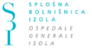 SPLOŠNA
BOLNIŠNICA
IZOLA
OSPEDALE
GENERALE
ISOLA